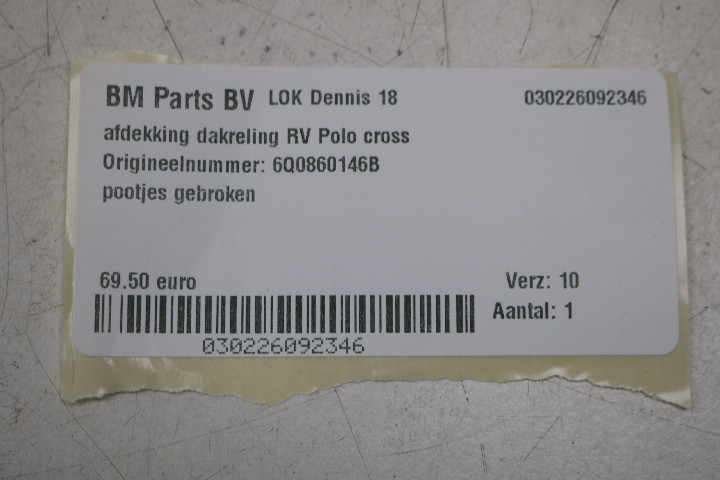 BM Parts BV LOK Dennis 18 030226092346
afdekking dakreling RV Polo cross
Origineelnummer: 6Q0860146B
pootjes gebroken
69.50 euro Verz: 10
Aantal: 1
030226092346